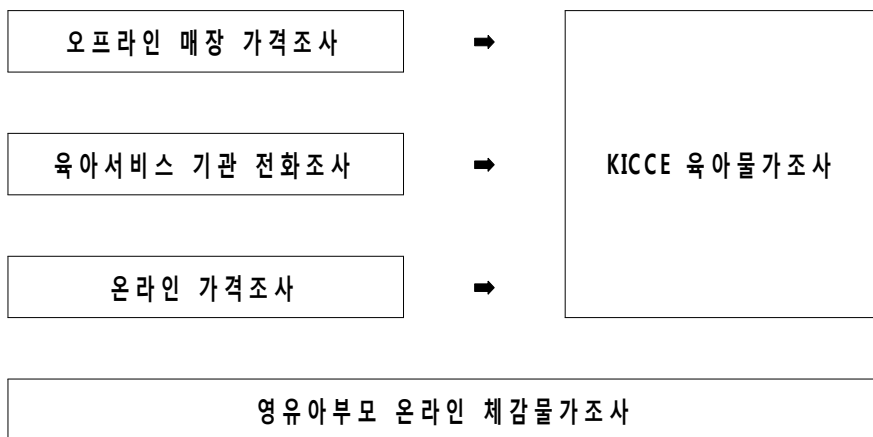 오프라인 매장 가격조사
➡
육아서비스 기관 전화조사
➡
KICCE 육아물가조사
온라인 가격조사
➡
영유아부모 온라인 체감물가조사